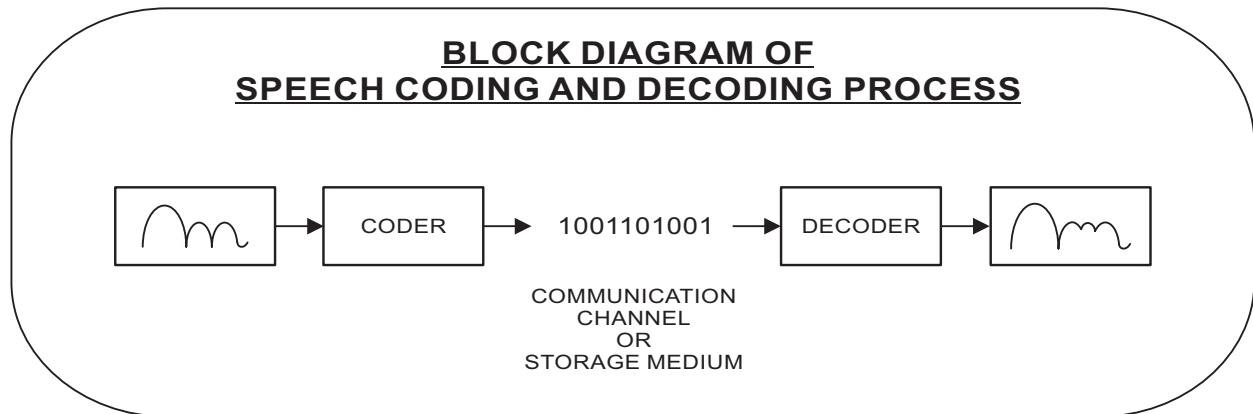 BLOCK DIAGRAM OF
SPEECH CODING AND DECODING PROCESS
CODER
1001101001
DECODER
COMMUNICATION
CHANNEL
OR
STORAGE MEDIUM